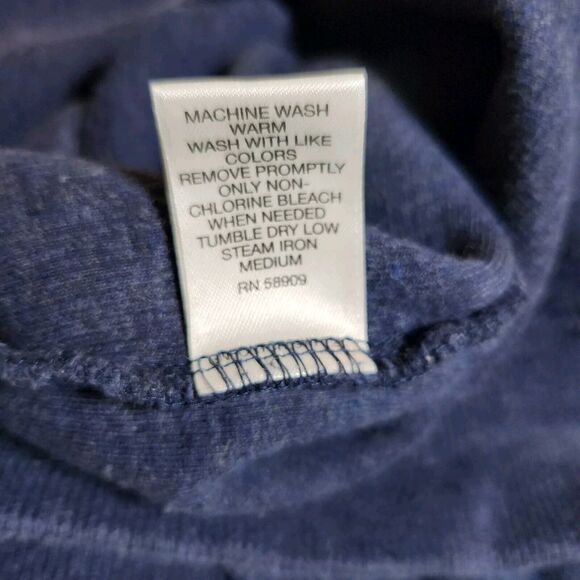 MACHINE WASH
WARM
WASH WITH LIKE
COLORS
REMOVE PROMPTLY
ONLY NON-
CHLORINE BLEACH
WHEN NEEDED
TUMBLE DRY LOW
STEAM IRON
MEDIUM
RN 58909